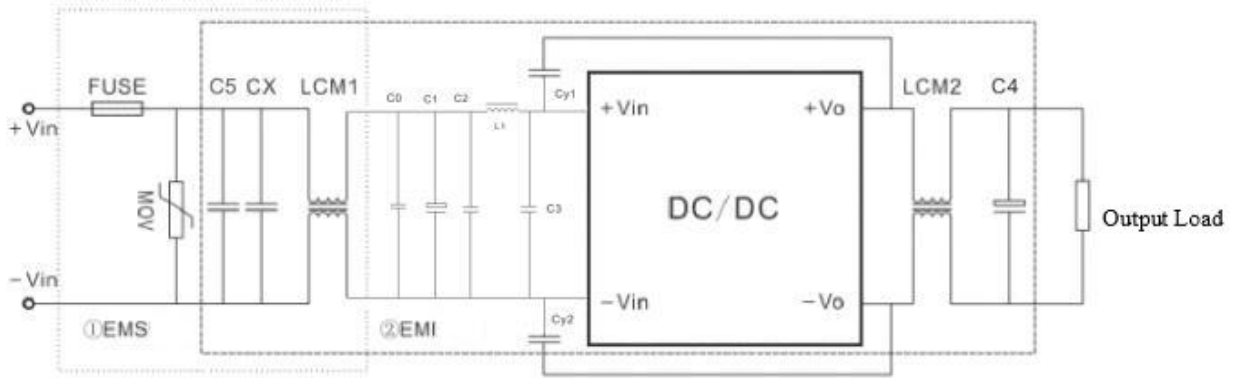 FUSE
C5
CX
LCM1
C0
C1
C2
L1
Cy1
+Vin
+Vo
LCM2
C4
+Vin
MOV
C3
DC/DC
Output Load
−Vin
−Vin
−Vo
①EMS
②EMI
Cy2